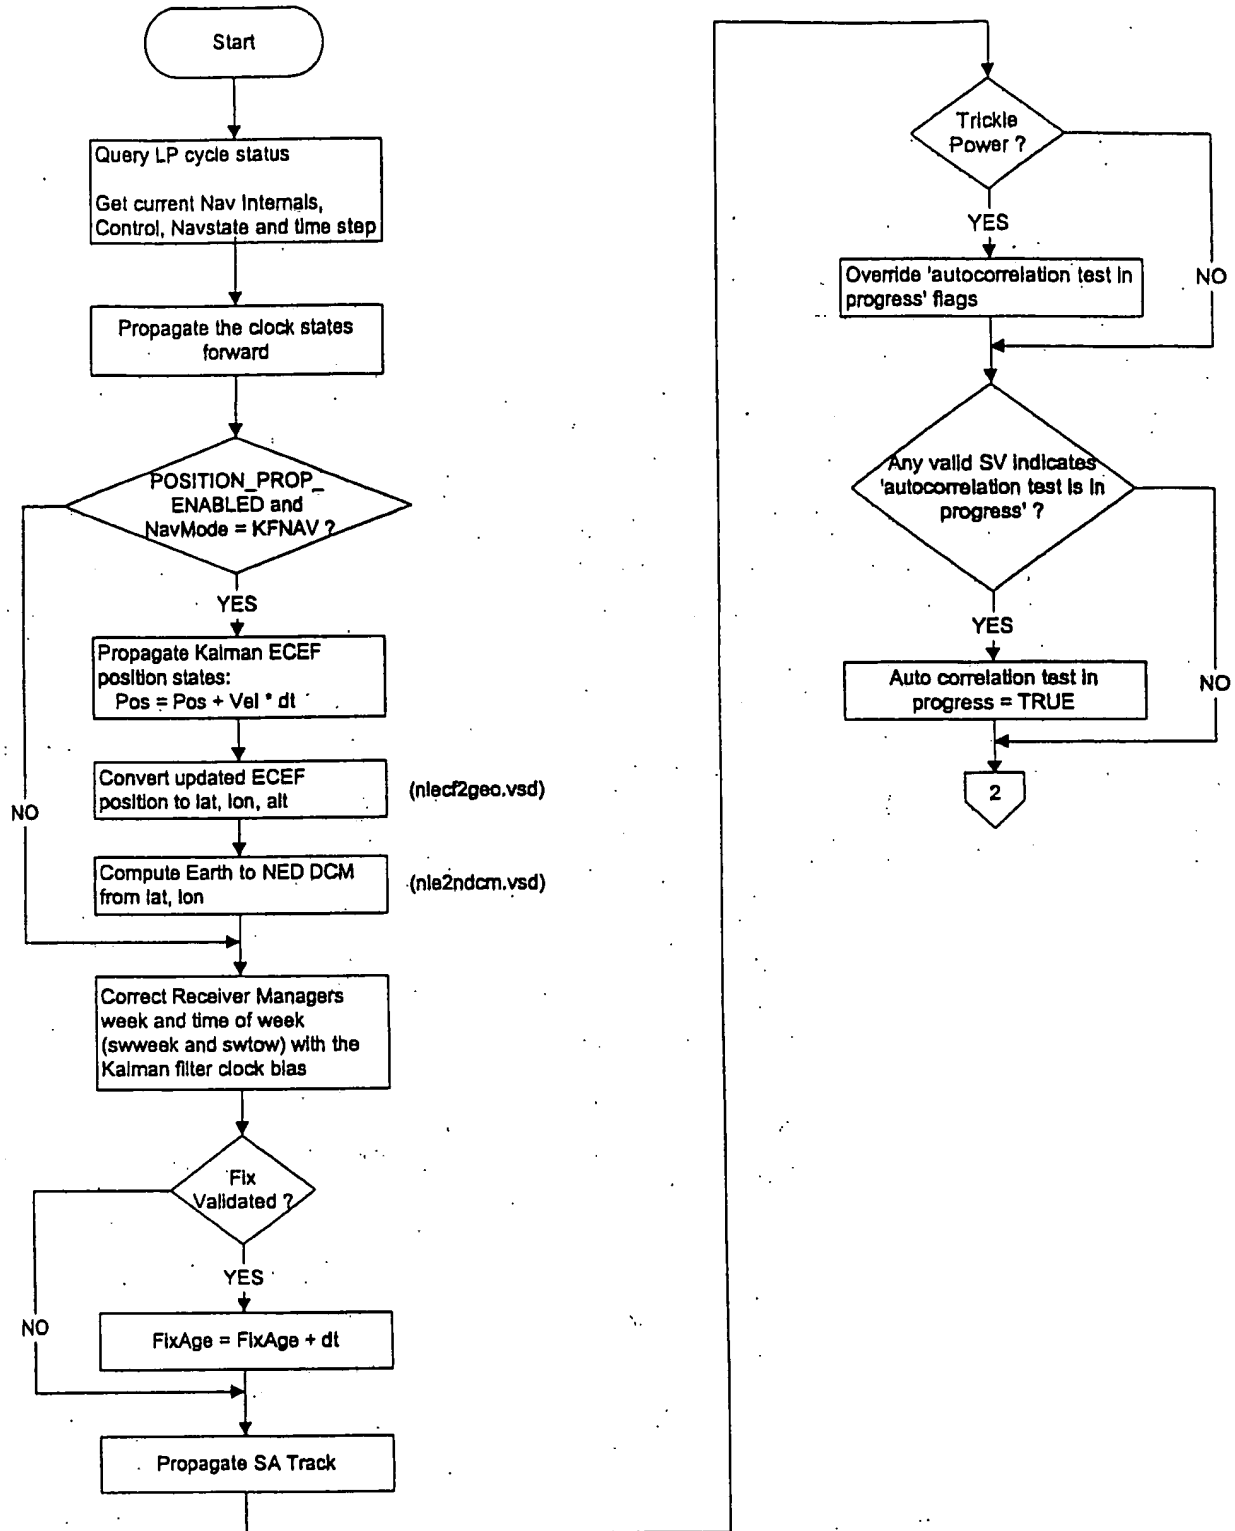 Start
Query LP cycle status
Get current Nav Internals,
Control, Navstate and time step
Propagate the clock states
forward
POSITION_PROP_
ENABLED and
NavMode = KFNAV ?
YES
NO
Propagate Kalman ECEF
position states:
Pos = Pos + Vel * dt
Convert updated ECEF
position to lat, lon, alt
(nlecf2geo.vsd)
Compute Earth to NED DCM
from lat, lon
(nle2ndcm.vsd)
Correct Receiver Managers
week and time of week
(swweek and swtow) with the
Kalman filter clock bias
Fix
Validated ?
YES
NO
FixAge = FixAge + dt
Propagate SA Track
Trickle
Power ?
YES
NO
Override 'autocorrelation test in
progress' flags
Any valid SV indicates
'autocorrelation test is in
progress' ?
YES
NO
Auto correlation test in
progress = TRUE
2